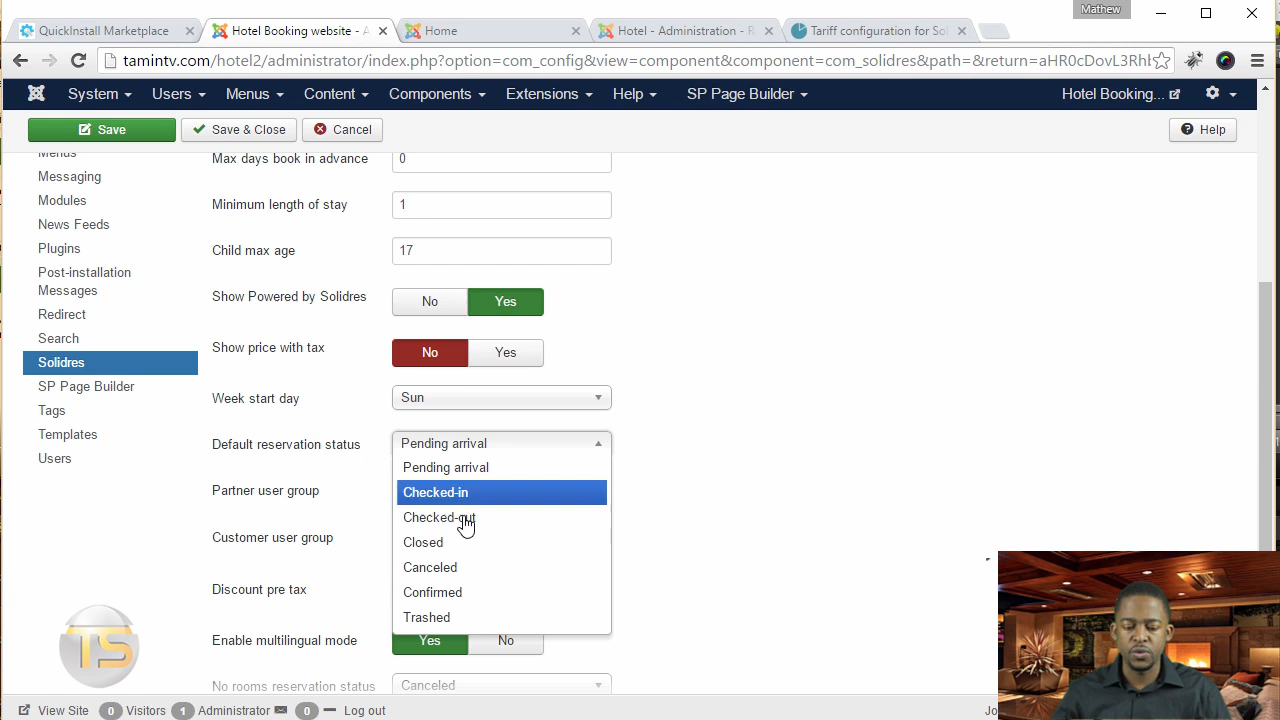 Mathew
QuickInstall Marketplace
Hotel Booking website - A
Home
Hotel - Administration - R
Tariff configuration for Sol
tamintv.com/hotel2/administrator/index.php?option=com_config&view=component&component=com_solidres&path=&return=aHR0cDovL3Rhl
System
Users
Menus
Content
Components
Extensions
Help
SP Page Builder
Hotel Booking...
Save
Save & Close
Cancel
Help
Menus
Messaging
Modules
News Feeds
Plugins
Post-installation
Messages
Redirect
Search
Solidres
SP Page Builder
Tags
Templates
Users
Max days book in advance
0
Minimum length of stay
1
Child max age
17
Show Powered by Solidres
No
Yes
Show price with tax
No
Yes
Week start day
Sun
Default reservation status
Pending arrival
Pending arrival
Checked-in
Checked-out
Closed
Canceled
Confirmed
Trashed
Partner user group
Customer user group
Discount pre tax
Enable multilingual mode
Yes
No
No rooms reservation status
Canceled
TS
View Site
0
Visitors
1
Administrator
0
Log out
Jo